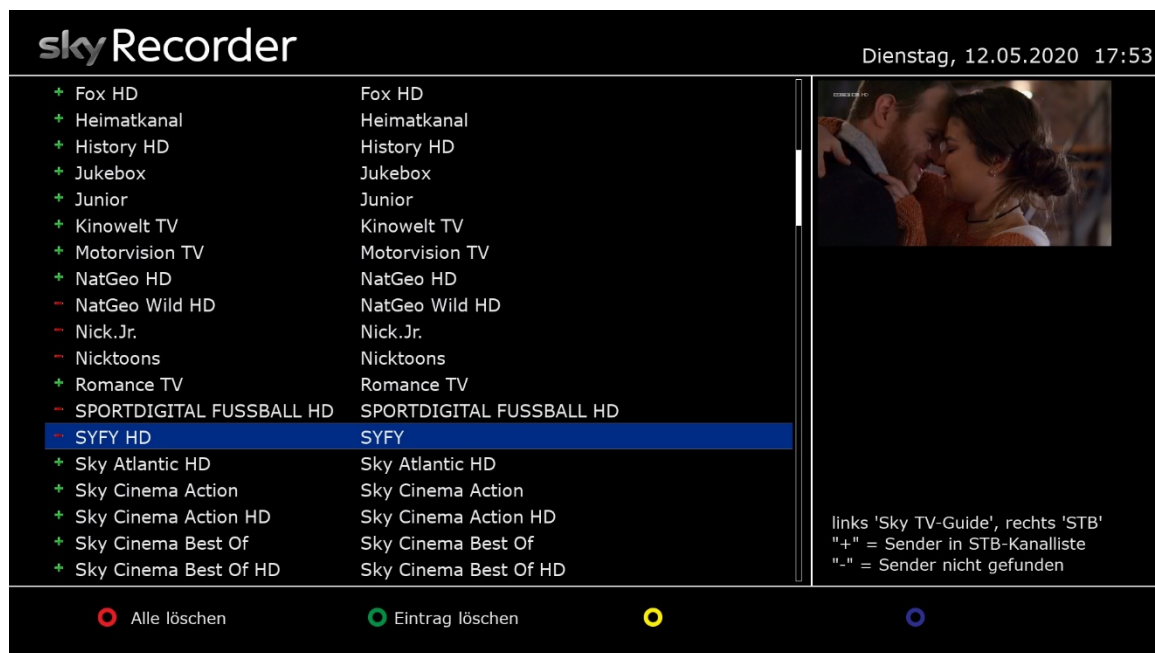 sky Recorder
Dienstag, 12.05.2020 17:53
+ Fox HD Fox HD
+ Heimatkanal Heimatkanal
+ History HD History HD
+ Jukebox Jukebox
+ Junior Junior
+ Kinowelt TV Kinowelt TV
+ Motorvision TV Motorvision TV
+ NatGeo HD NatGeo HD
- NatGeo Wild HD NatGeo Wild HD
- Nick.Jr. Nick.Jr.
- Nicktoons Nicktoons
+ Romance TV Romance TV
- SPORTDIGITAL FUSSBALL HD SPORTDIGITAL FUSSBALL HD
- SYFY HD SYFY
+ Sky Atlantic HD Sky Atlantic HD
+ Sky Cinema Action Sky Cinema Action
+ Sky Cinema Action HD Sky Cinema Action HD
+ Sky Cinema Best Of Sky Cinema Best Of
+ Sky Cinema Best Of HD Sky Cinema Best Of HD
links 'Sky TV-Guide', rechts 'STB'
"+" = Sender in STB-Kanalliste
"-" = Sender nicht gefunden
Alle löschen Eintrag löschen